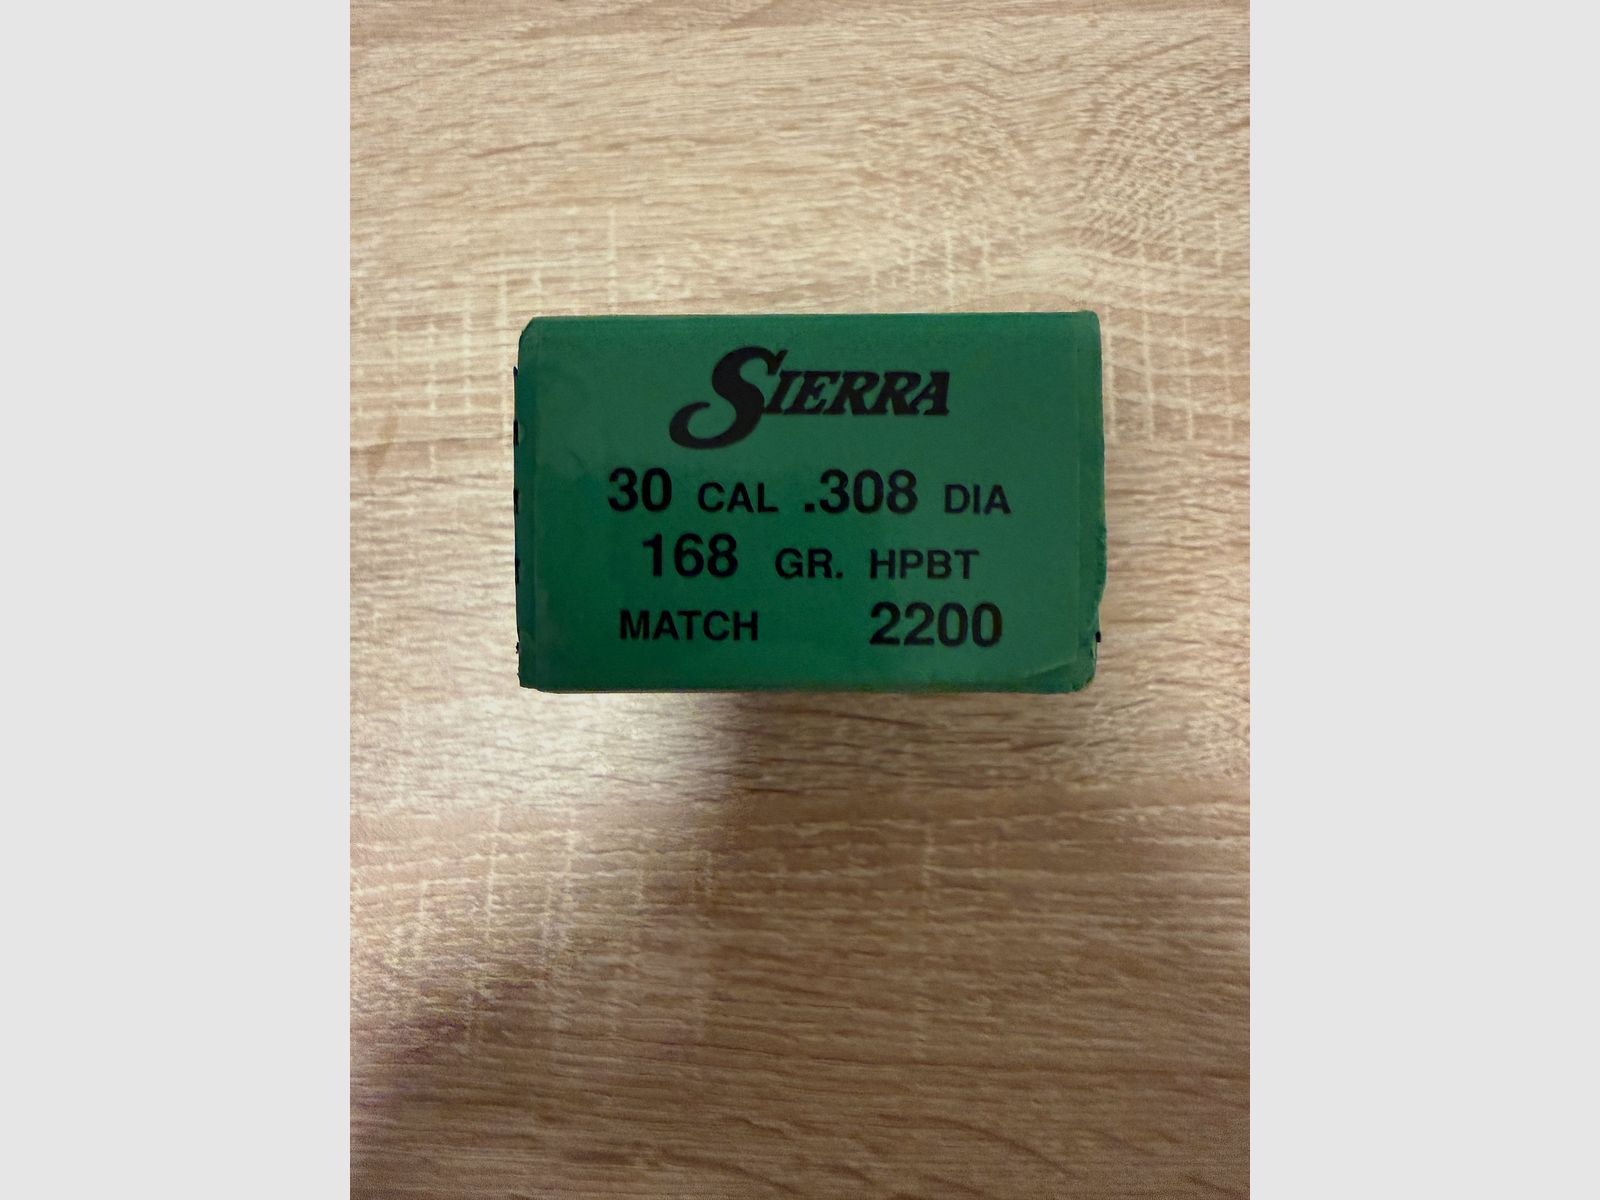 SIERRA
30 CAL .308 DIA
168 GR. HPBT
MATCH 2200